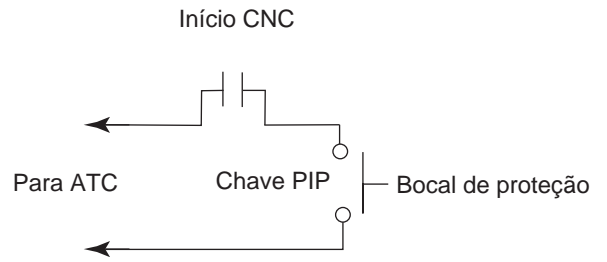 Início CNC
Para ATC
Chave PIP
Bocal de proteção